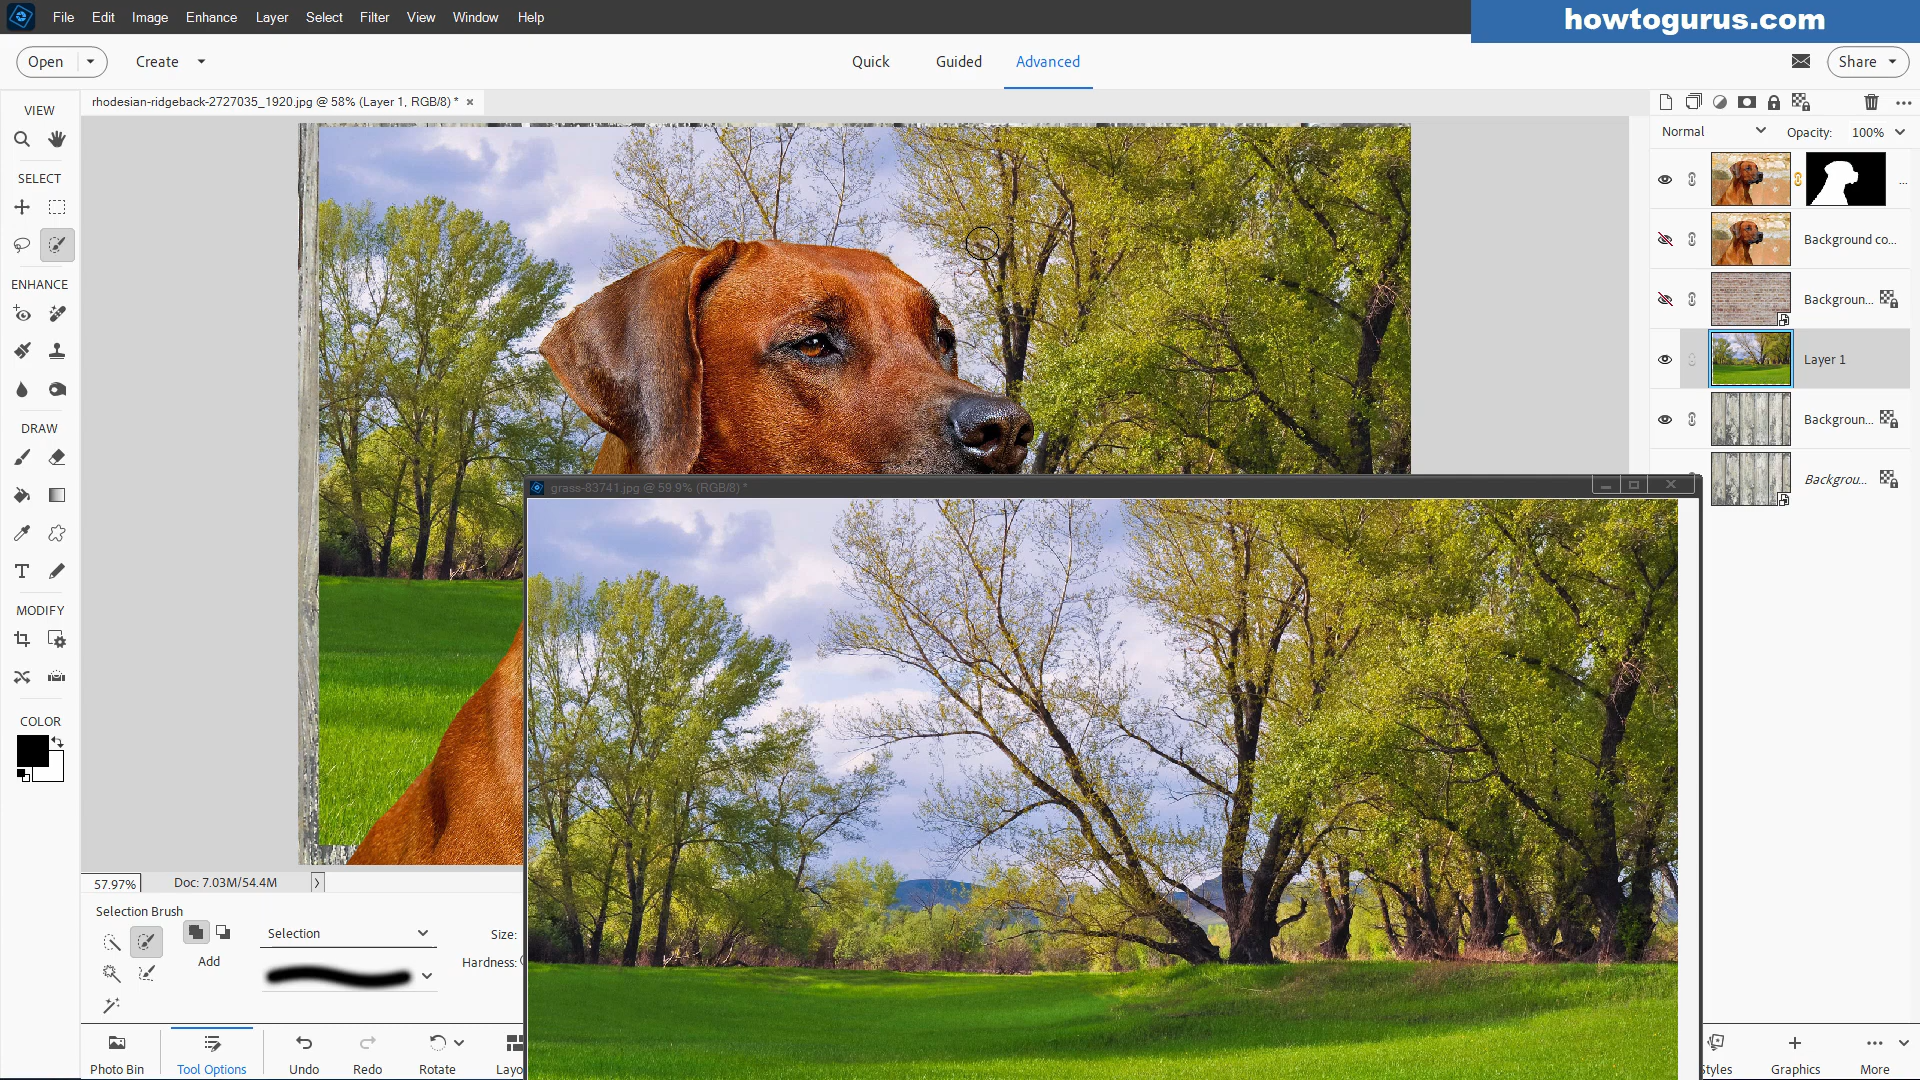 File Edit Image Enhance Layer Select Filter View Window Help
howtogurus.com
Open Create Quick Guided Advanced Share
VIEW
rhodesian-ridgeback-2727035_1920.jpg @ 58% (Layer 1, RGB/8) *
Normal Opacity: 100%
SELECT
...
Background co...
ENHANCE
Backgroun...
Layer 1
DRAW
Backgroun...
Backgrou...
grass-83741.jpg @ 59.9% (RGB/8) *
MODIFY
COLOR
57.97% Doc: 7.03M/54.4M
Selection Brush
Selection Size:
Add Hardness:
Photo Bin Tool Options Undo Redo Rotate Layo
Styles Graphics More